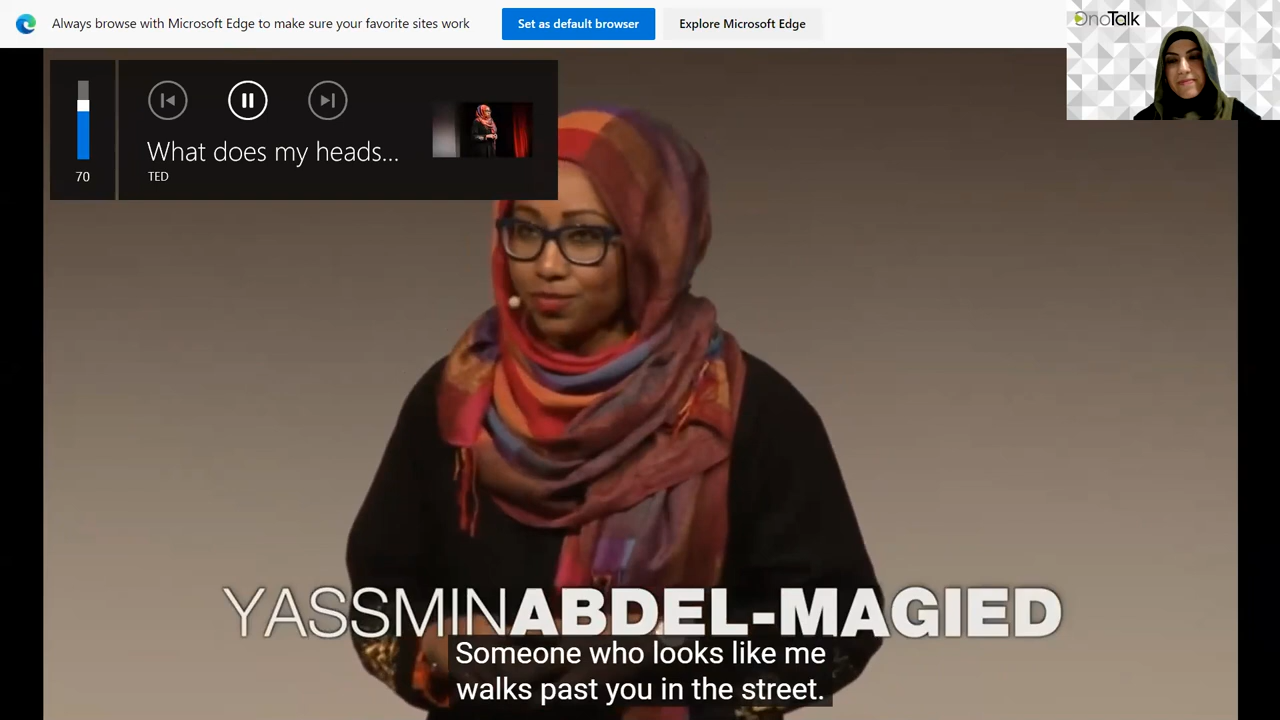 Always browse with Microsoft Edge to make sure your favorite sites work
Set as default browser
Explore Microsoft Edge
OnoTalk
What does my heads...
TED
70
YASSMINABDEL-MAGIED
Someone who looks like me
walks past you in the street.